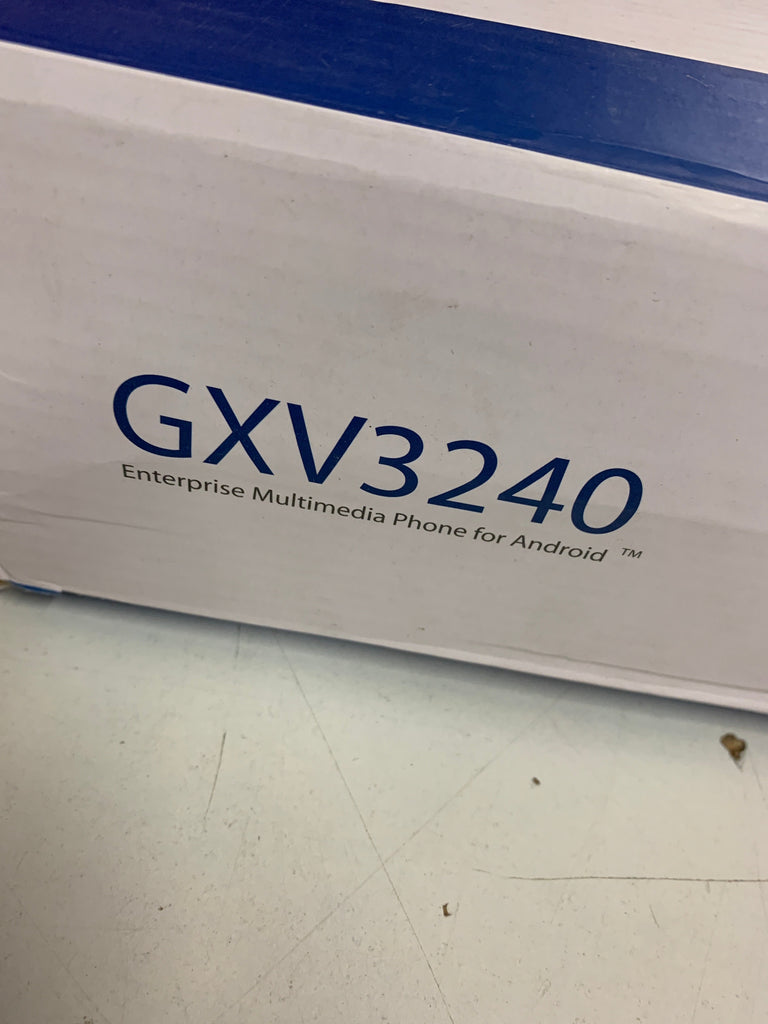 GXV3240
Enterprise Multimedia Phone for Android ™